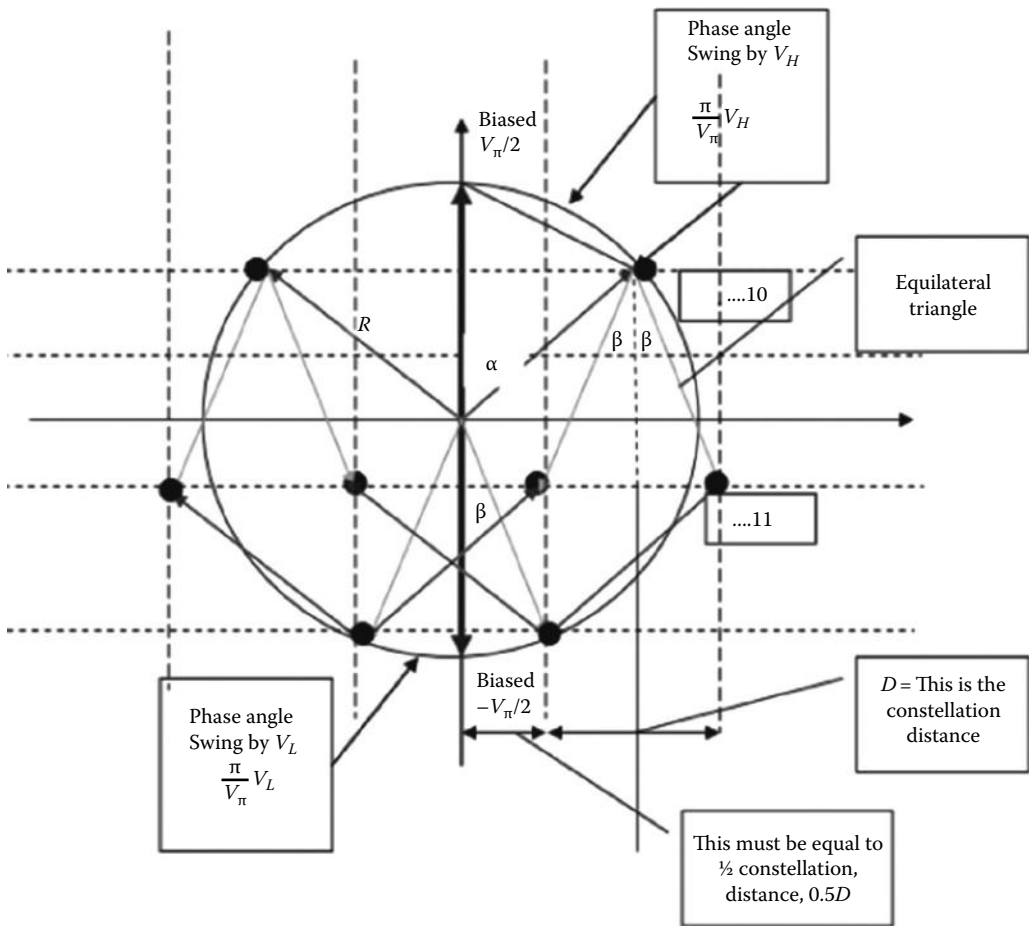 Phase angle
Swing by V_H
π/V_π V_H
Biased
V_π/2
Equilateral
triangle
....10
R
α
β β
β
....11
Biased
–V_π/2
D = This is the
constellation
distance
Phase angle
Swing by V_L
π/V_π V_L
This must be equal to
½ constellation,
distance, 0.5D